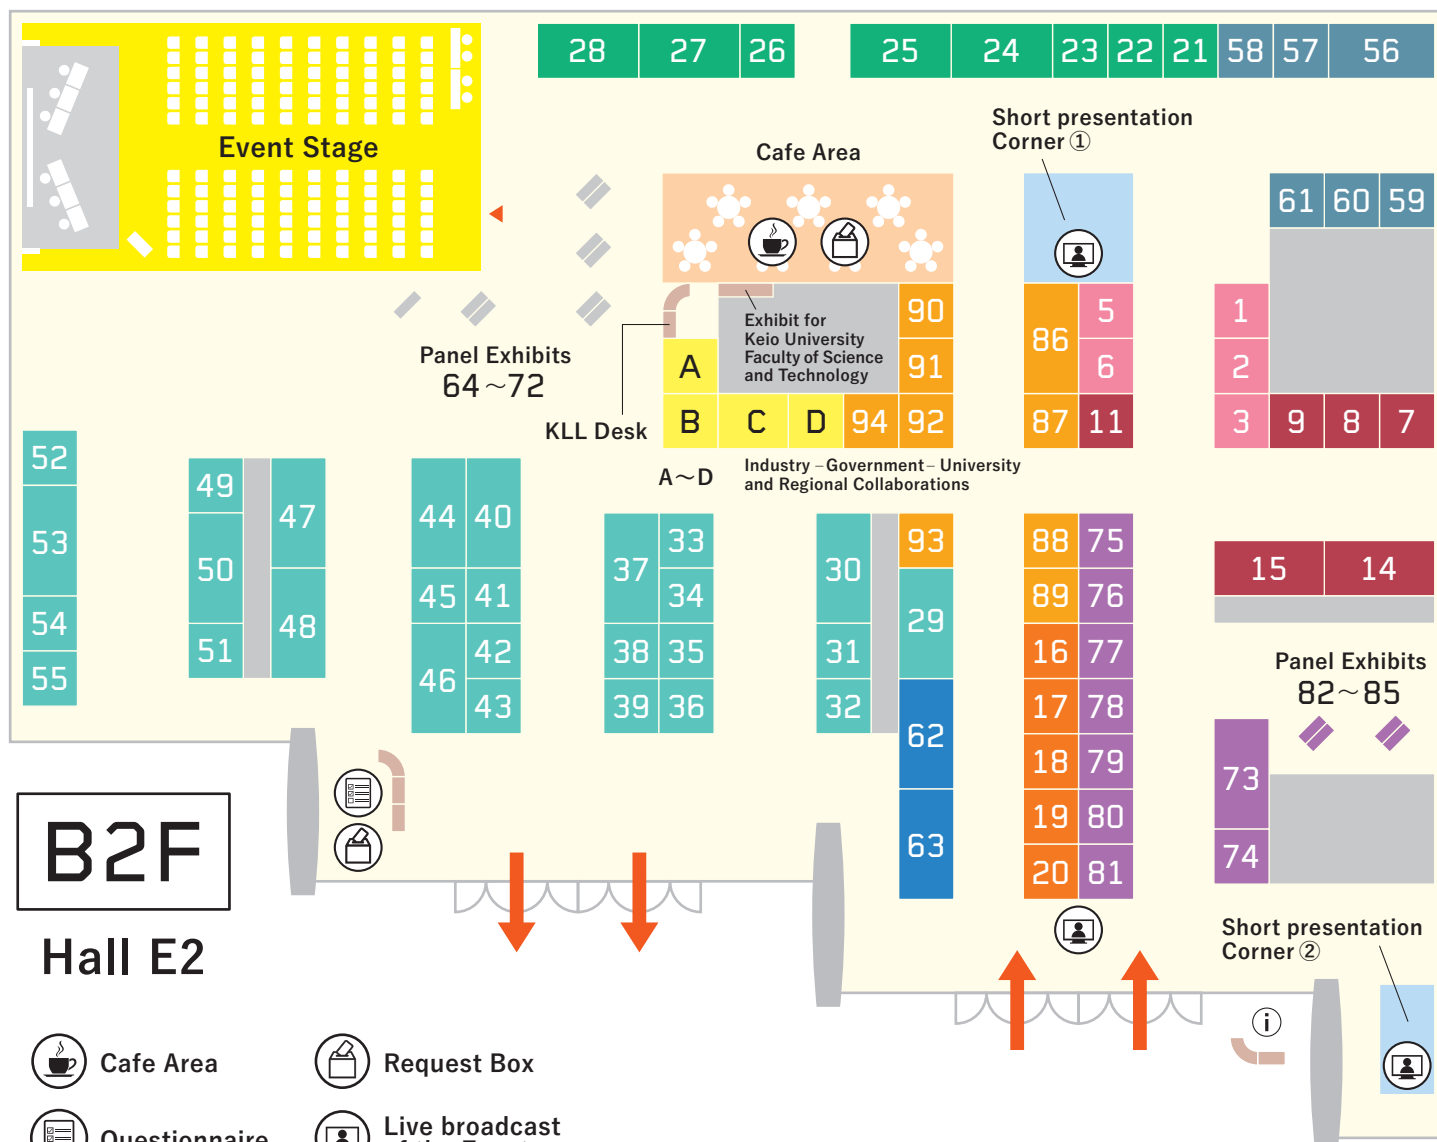 28 27 26 25 24 23 22 21 58 57 56
Event Stage
Short presentation
Corner ①
Cafe Area
61 60 59
90
5
1
Exhibit for
Keio University
Faculty of Science
and Technology
86
Panel Exhibits
64～72
A
91
6
2
KLL Desk
B C D 94 92
87 11
3 9 8 7
A～D
Industry – Government – University
and Regional Collaborations
52
53
54
55
49
50
51
47
48
44 40
45 41
46
42
43
37
33
34
38 35
39 36
30
31
32
93
29
62
63
88 75
89 76
16 77
17 78
18 79
19 80
20 81
15 14
Panel Exhibits
82～85
73
74
B2F
Hall E2
Short presentation
Corner ②
i
Cafe Area
Request Box
Questionnaire
Live broadcast